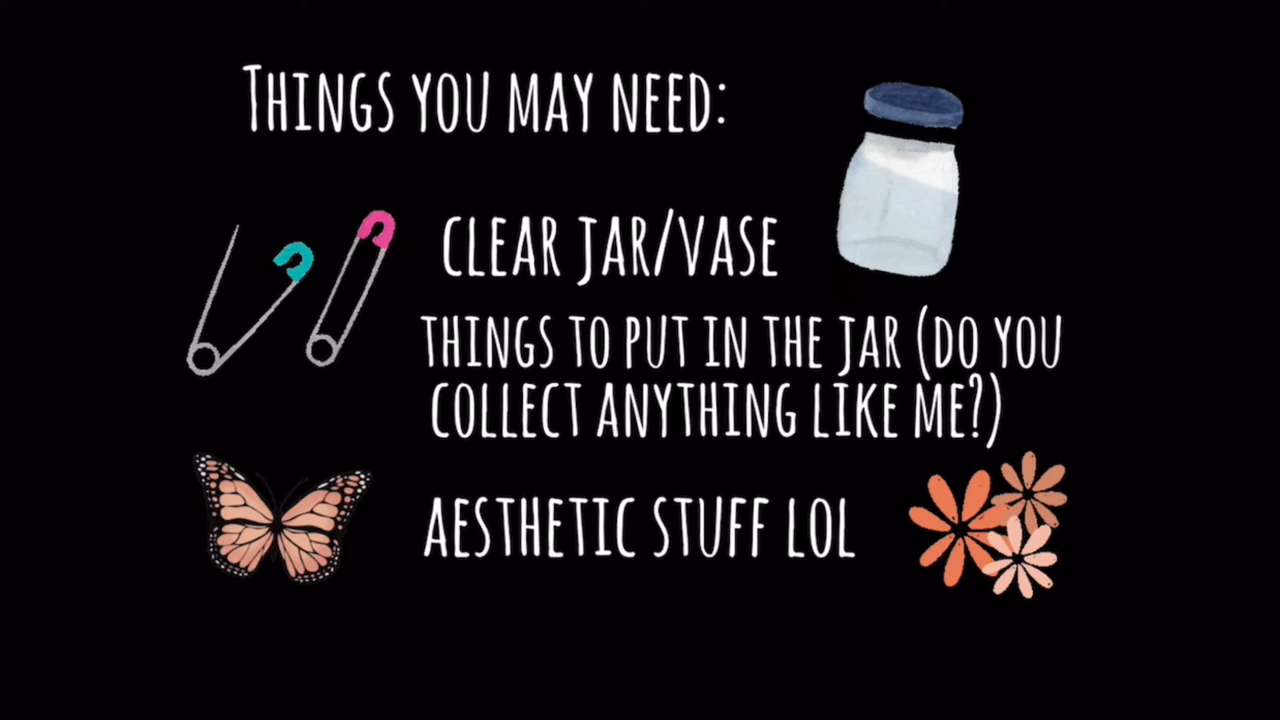 THINGS YOU MAY NEED:
CLEAR JAR/VASE
THINGS TO PUT IN THE JAR (DO YOU
COLLECT ANYTHING LIKE ME?)
AESTHETIC STUFF LOL